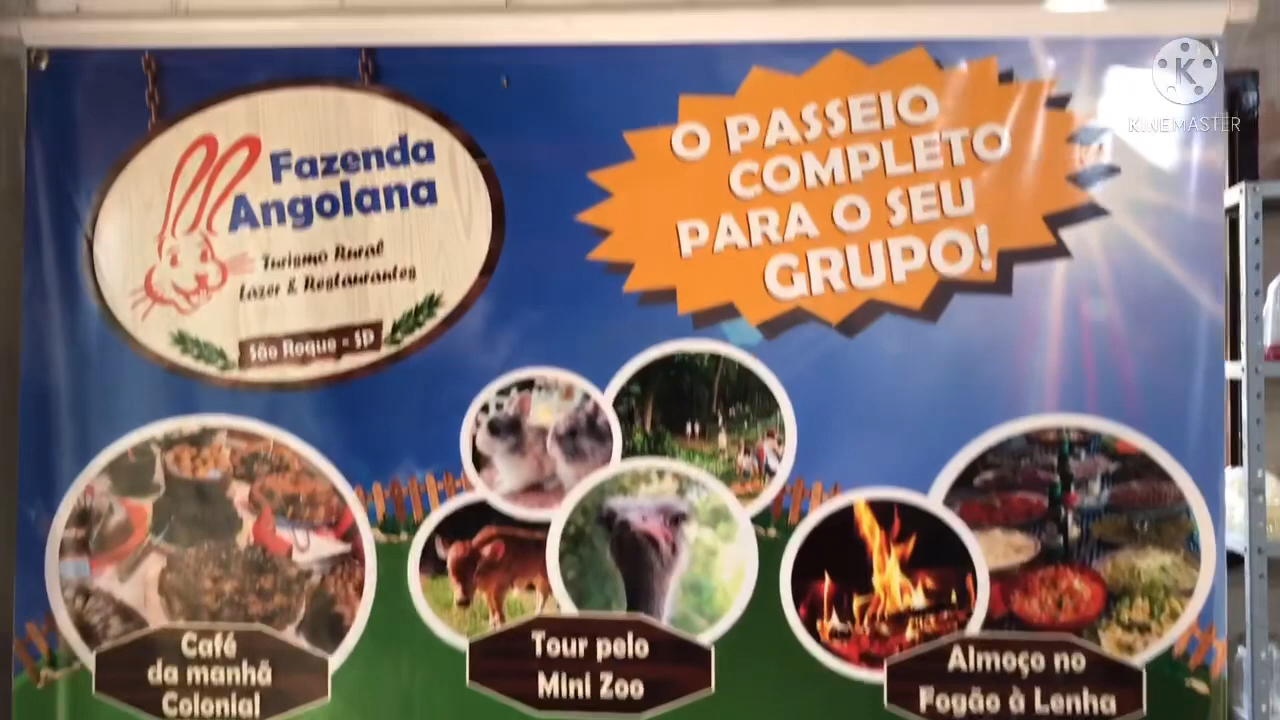 Fazenda
Angolana
Turismo Rural
Lazer & Restaurantes
São Roque - SP
O PASSEIO
COMPLETO
PARA O SEU
GRUPO!
K
KINEMASTER
Café
da manhã
Colonial
Tour pelo
Mini Zoo
Almoço no
Fogão à Lenha